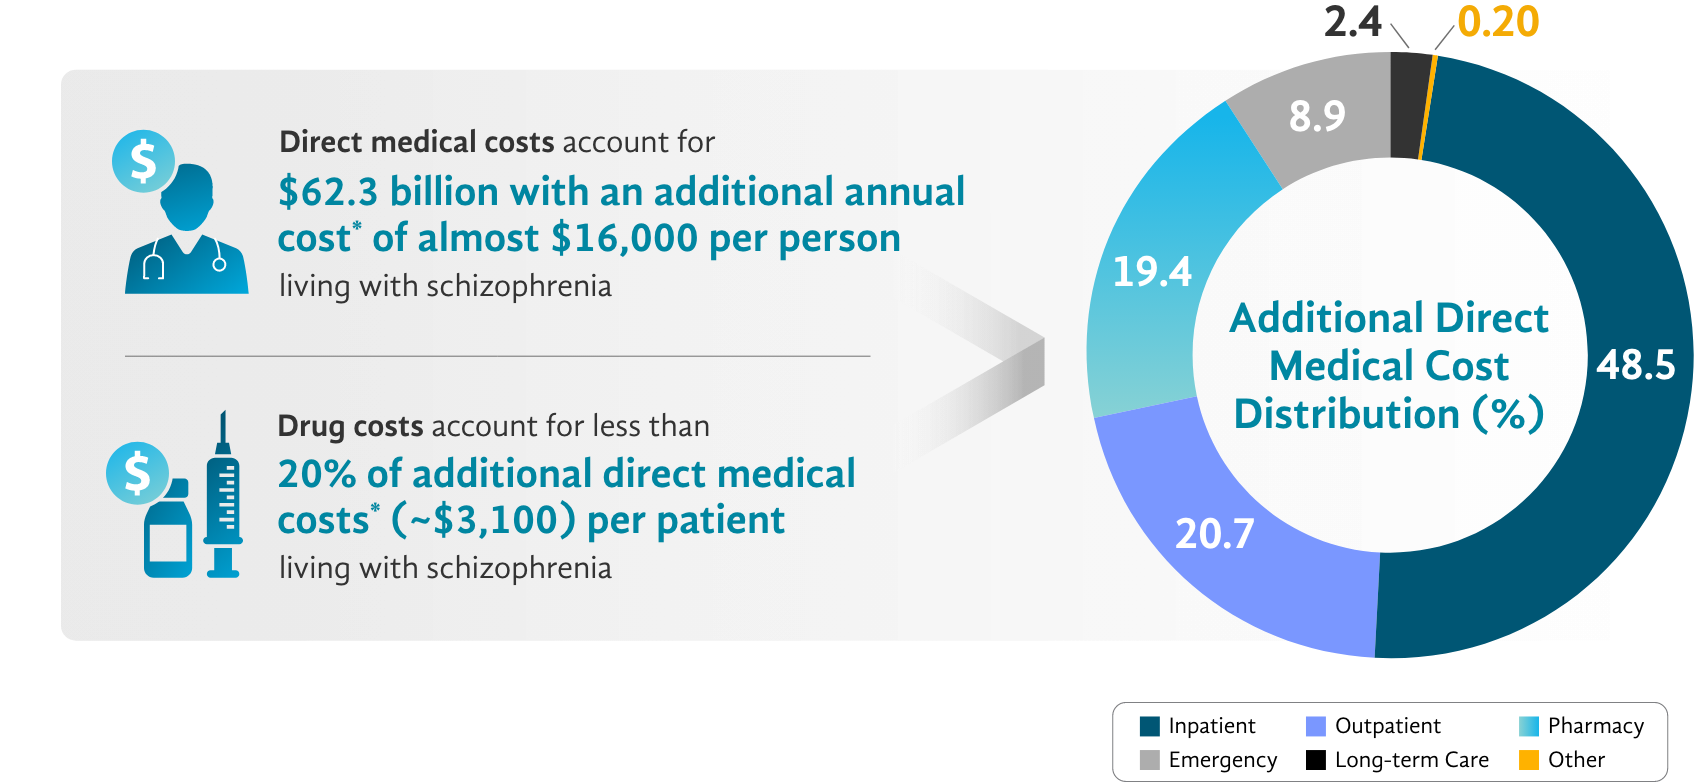 $
Direct medical costs account for
$62.3 billion with an additional annual
cost* of almost $16,000 per person
living with schizophrenia
$
Drug costs account for less than
20% of additional direct medical
costs* (~$3,100) per patient
living with schizophrenia
2.4
0.20
8.9
19.4
48.5
20.7
Additional Direct
Medical Cost
Distribution (%)
Inpatient Outpatient Pharmacy
Emergency Long-term Care Other